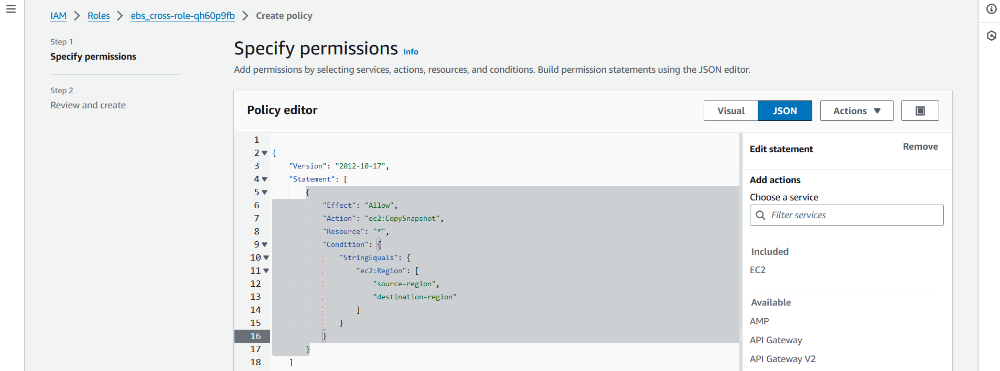 IAM > Roles > ebs_cross-role-qh60p9fb > Create policy
Step 1
Specify permissions
Step 2
Review and create
Specify permissions Info
Add permissions by selecting services, actions, resources, and conditions. Build permission statements using the JSON editor.
Policy editor
Visual JSON Actions
1
2 {
3 "Version": "2012-10-17",
4 "Statement": [
5 {
6 "Effect": "Allow",
7 "Action": "ec2:CopySnapshot",
8 "Resource": "*",
9 "Condition": {
10 "StringEquals": {
11 "ec2:Region": [
12 "source-region",
13 "destination-region"
14 ]
15 }
16 }
17 }
18 ]
Edit statement Remove
Add actions
Choose a service
Filter services
Included
EC2
Available
AMP
API Gateway
API Gateway V2